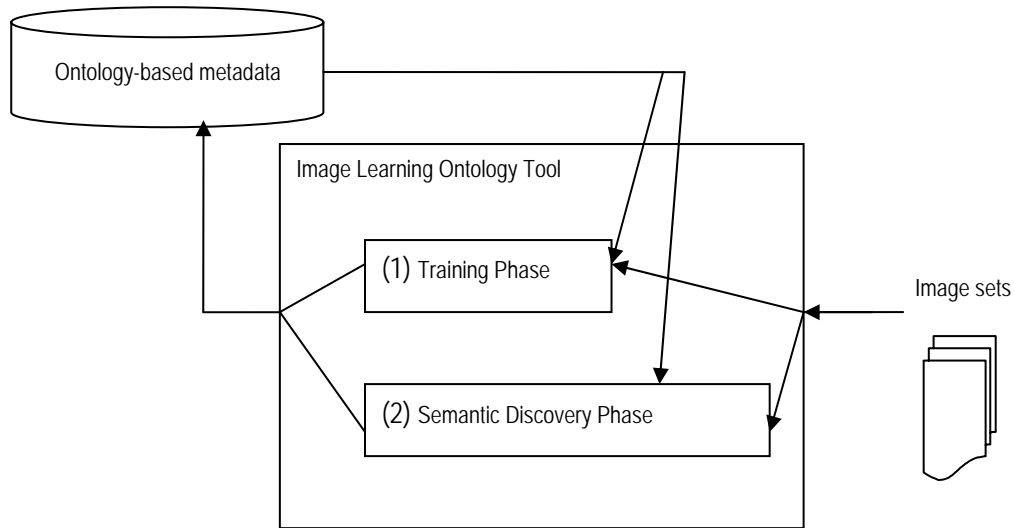 Ontology-based metadata
Image Learning Ontology Tool
(1) Training Phase
Image sets
(2) Semantic Discovery Phase